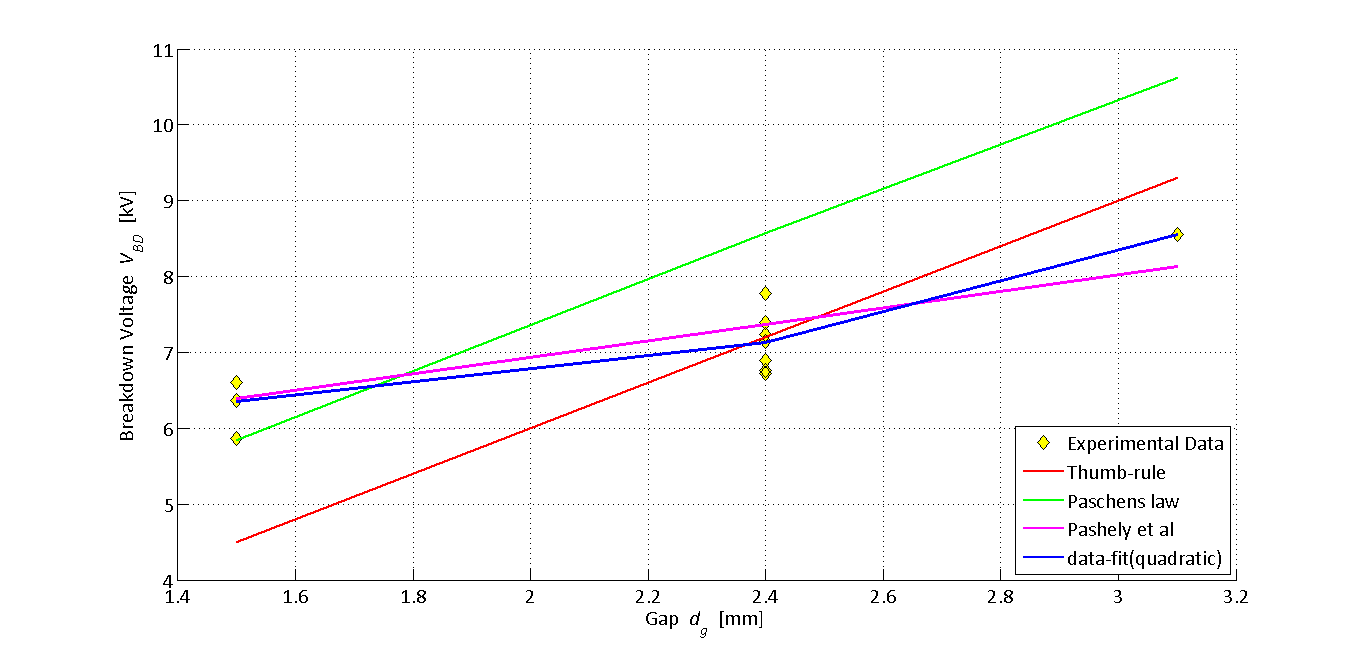 11
10
9
8
7
6
5
4
Breakdown Voltage V_BD [kV]
1.4 1.6 1.8 2 2.2 2.4 2.6 2.8 3 3.2
Gap d_g [mm]
Experimental Data
Thumb-rule
Paschens law
Pashely et al
data-fit(quadratic)